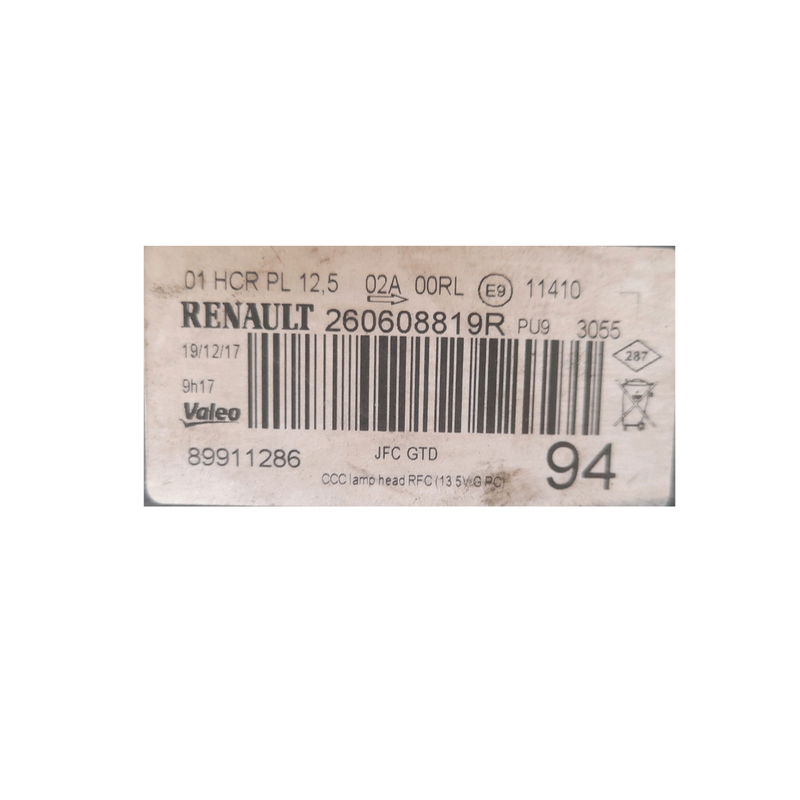 01 HCR PL 12,5 02A 00RL E9 11410
RENAULT 260608819R PU9 3055
19/12/17
287
9h17
Valeo
89911286 JFC GTD 94
CCC lamp head RFC (13.5V G PC)